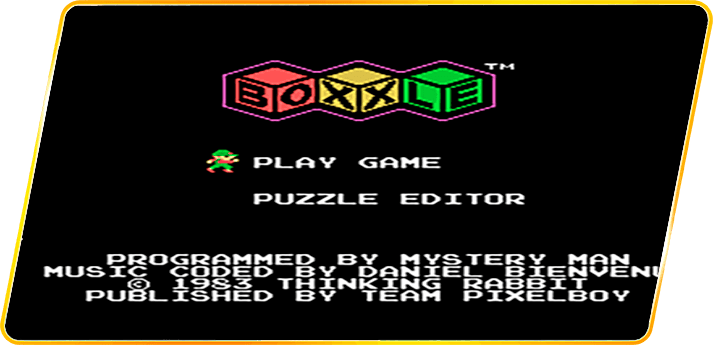 BOXXLE™
PLAY GAME
PUZZLE EDITOR
PROGRAMMED BY MYSTERY MAN
MUSIC CODED BY DANIEL BIENVENU
© 1983 THINKING RABBIT
PUBLISHED BY TEAM PIXELBOY